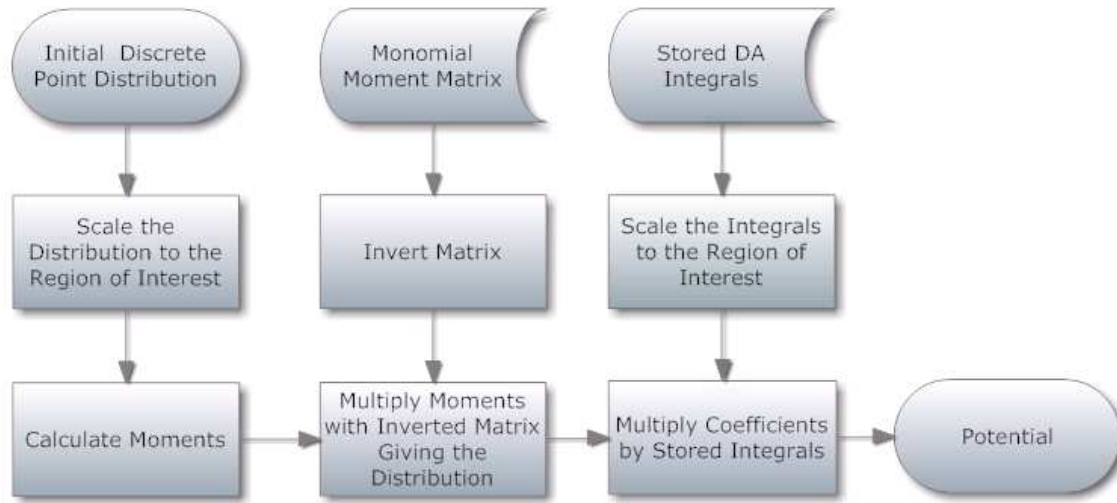 Initial Discrete
Point Distribution
Monomial
Moment Matrix
Stored DA
Integrals
Scale the
Distribution to the
Region of Interest
Invert Matrix
Scale the Integrals
to the Region of
Interest
Calculate Moments
Multiply Moments
with Inverted Matrix
Giving the
Distribution
Multiply Coefficients
by Stored Integrals
Potential